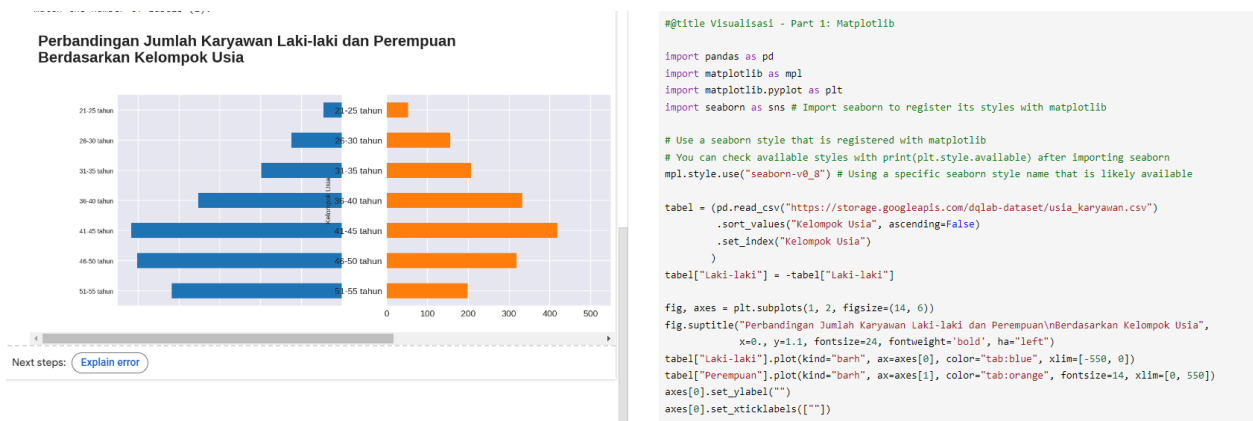 Perbandingan Jumlah Karyawan Laki-laki dan Perempuan
Berdasarkan Kelompok Usia
21-25 tahun
26-30 tahun
31-35 tahun
36-40 tahun
41-45 tahun
46-50 tahun
51-55 tahun
Kelompok Usia
21-25 tahun
26-30 tahun
31-35 tahun
36-40 tahun
41-45 tahun
46-50 tahun
51-55 tahun
0 100 200 300 400 500
Next steps: Explain error
#@title Visualisasi - Part 1: Matplotlib
import pandas as pd
import matplotlib as mpl
import matplotlib.pyplot as plt
import seaborn as sns # Import seaborn to register its styles with matplotlib
# Use a seaborn style that is registered with matplotlib
# You can check available styles with print(plt.style.available) after importing seaborn
mpl.style.use("seaborn-v0_8") # Using a specific seaborn style name that is likely available
tabel = (pd.read_csv("https://storage.googleapis.com/dqlab-dataset/usia_karyawan.csv")
.sort_values("Kelompok Usia", ascending=False)
.set_index("Kelompok Usia")
)
tabel["Laki-laki"] = -tabel["Laki-laki"]
fig, axes = plt.subplots(1, 2, figsize=(14, 6))
fig.suptitle("Perbandingan Jumlah Karyawan Laki-laki dan Perempuan\nBerdasarkan Kelompok Usia",
x=0., y=1.1, fontsize=24, fontweight='bold', ha="left")
tabel["Laki-laki"].plot(kind="barh", ax=axes[0], color="tab:blue", xlim=[-550, 0])
tabel["Perempuan"].plot(kind="barh", ax=axes[1], color="tab:orange", fontsize=14, xlim=[0, 550])
axes[0].set_ylabel("")
axes[0].set_xticklabels([""])